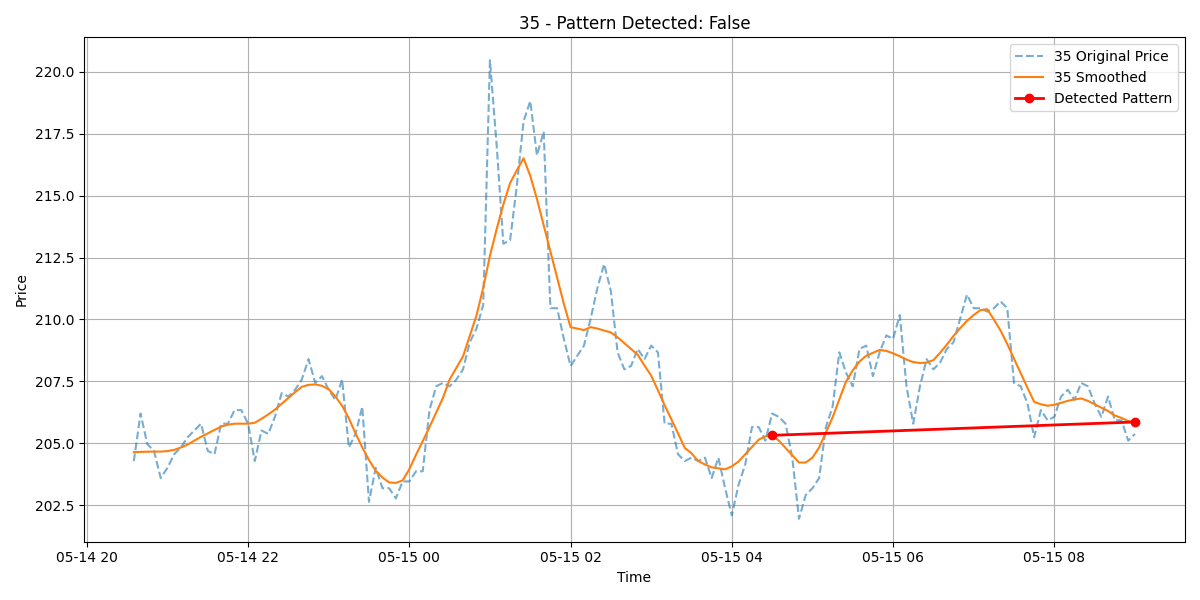 35 - Pattern Detected: False
35 Original Price
35 Smoothed
Detected Pattern
Price
220.0
217.5
215.0
212.5
210.0
207.5
205.0
202.5
05-14 20
05-14 22
05-15 00
05-15 02
05-15 04
05-15 06
05-15 08
Time